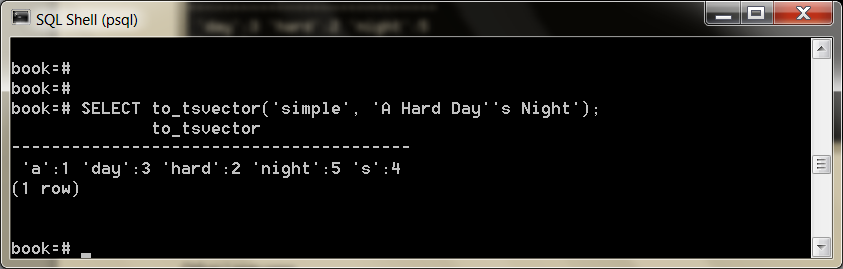 SQL Shell (psql)
book=#
book=#
book=# SELECT to_tsvector('simple', 'A Hard Day''s Night');
to_tsvector
----------------------------------------
'a':1 'day':3 'hard':2 'night':5 's':4
(1 row)
book=#